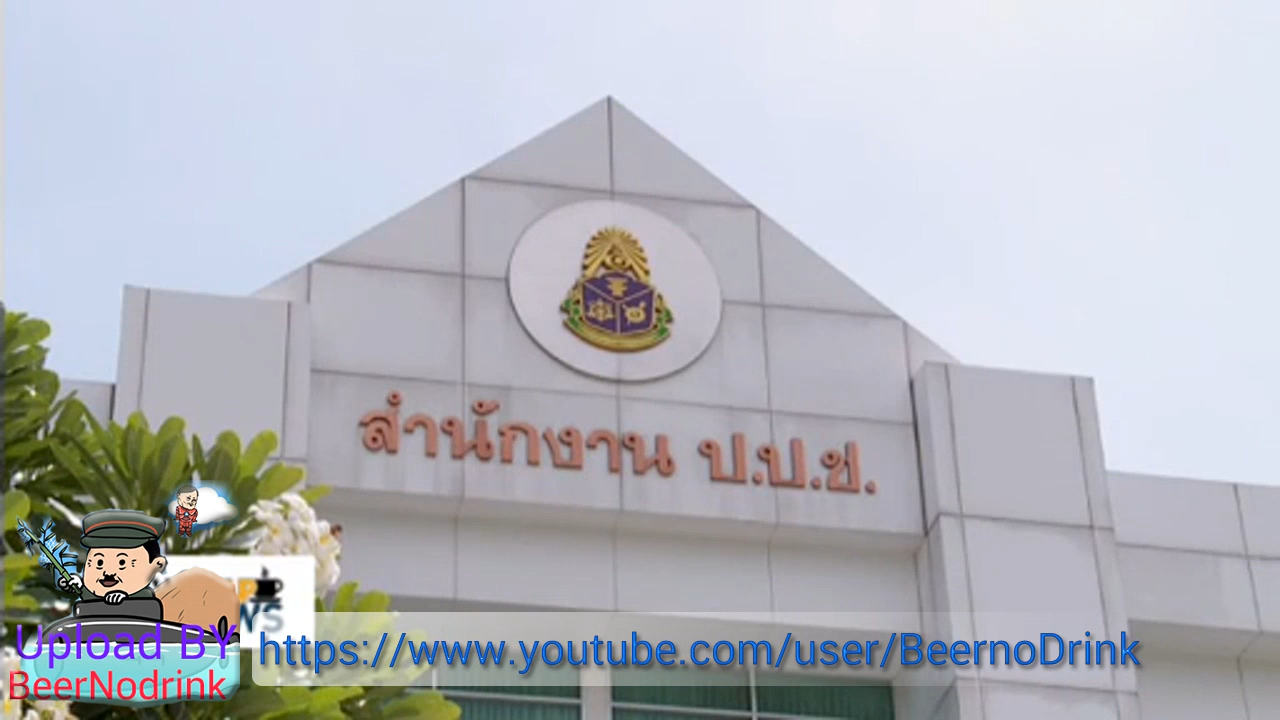 สำนักงาน ป.ป.ช.
Upload BY
https://www.youtube.com/user/BeernoDrink
BeerNodrink